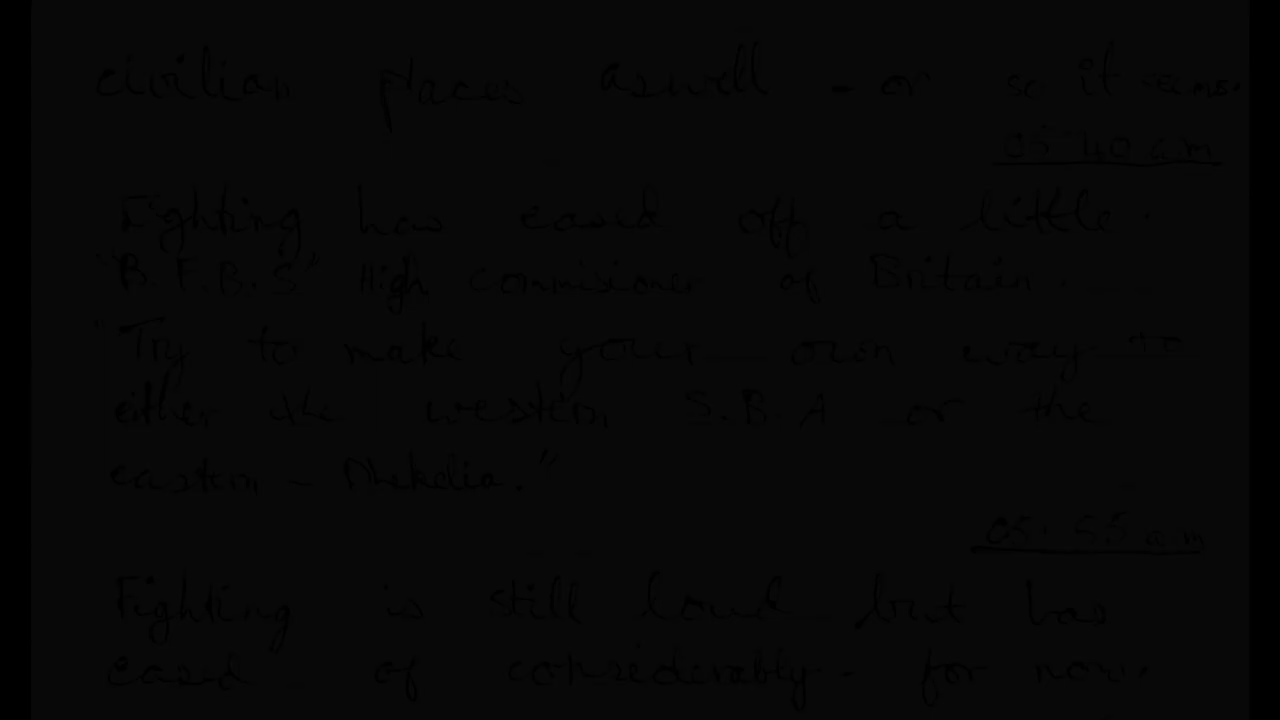 civilian places aswell - or so it seems.
05 40 a.m
Fighting has eased off a little.
"B.F.B.S" High Commisioner of Britain.
"Try to make your own way to
either the western S.B.A or the
eastern - Dhekelia."
05.55 a.m
Fighting is still loud but has
eased of considerably - for now.